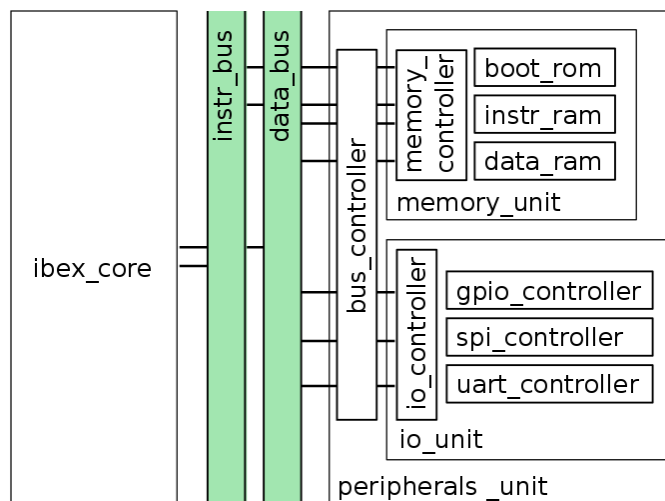 ibex_core
instr_bus
data_bus
bus_controller
memory_
controller
boot_rom
instr_ram
data_ram
memory_unit
io_controller
gpio_controller
spi_controller
uart_controller
io_unit
peripherals _unit